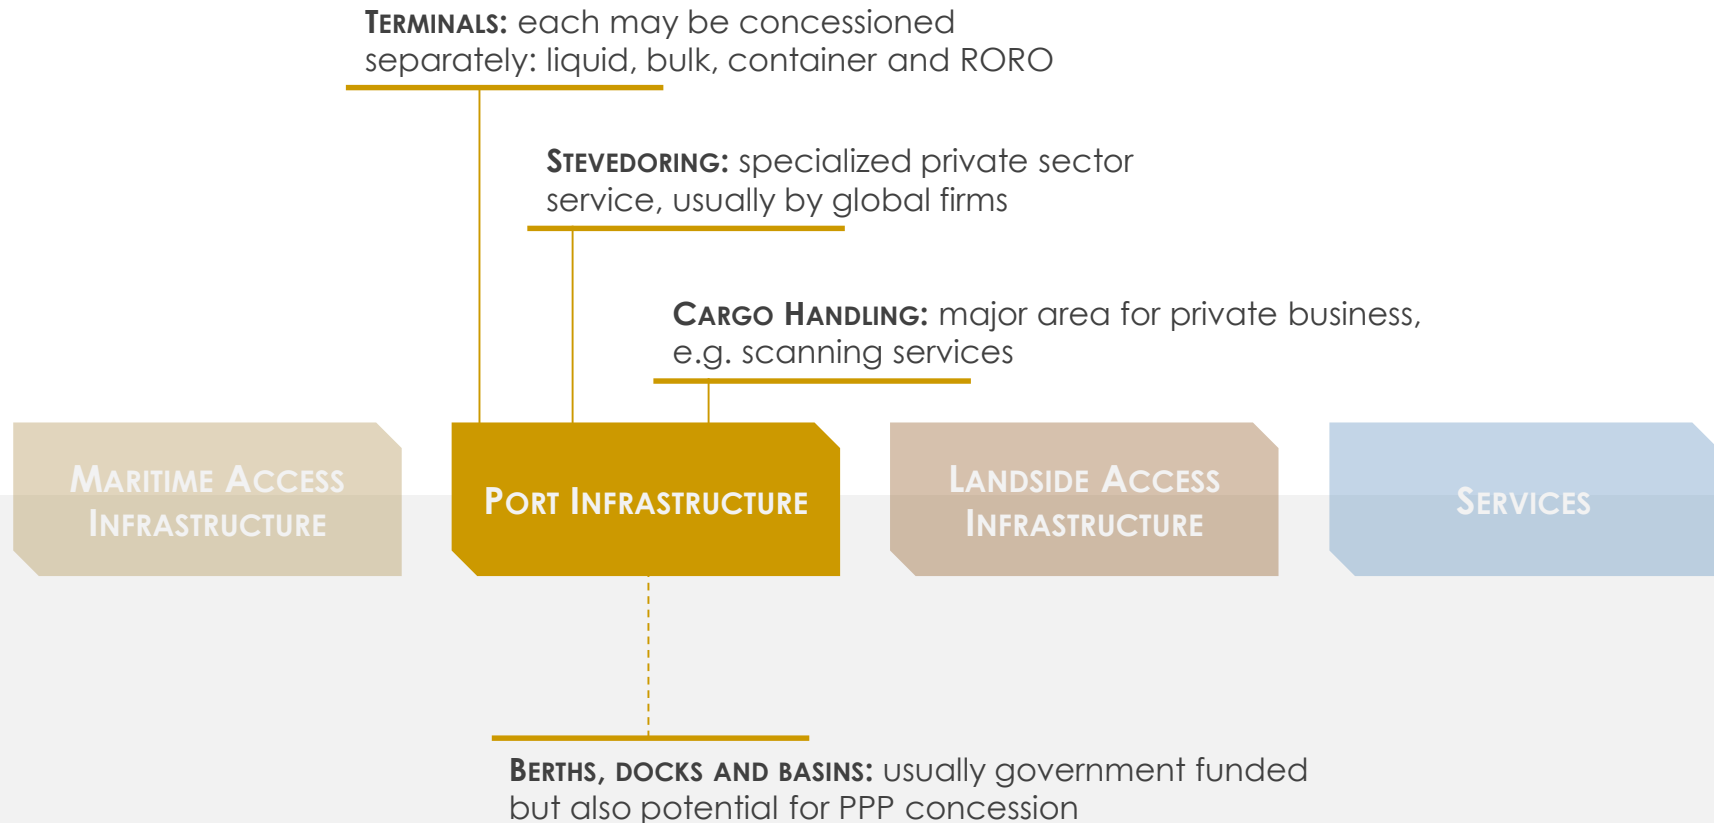 TERMINALS: each may be concessioned
separately: liquid, bulk, container and RORO
STEVEDORING: specialized private sector
service, usually by global firms
CARGO HANDLING: major area for private business,
e.g. scanning services
MARITIME ACCESS
INFRASTRUCTURE
PORT INFRASTRUCTURE
LANDSIDE ACCESS
INFRASTRUCTURE
SERVICES
BERTHS, DOCKS AND BASINS: usually government funded
but also potential for PPP concession